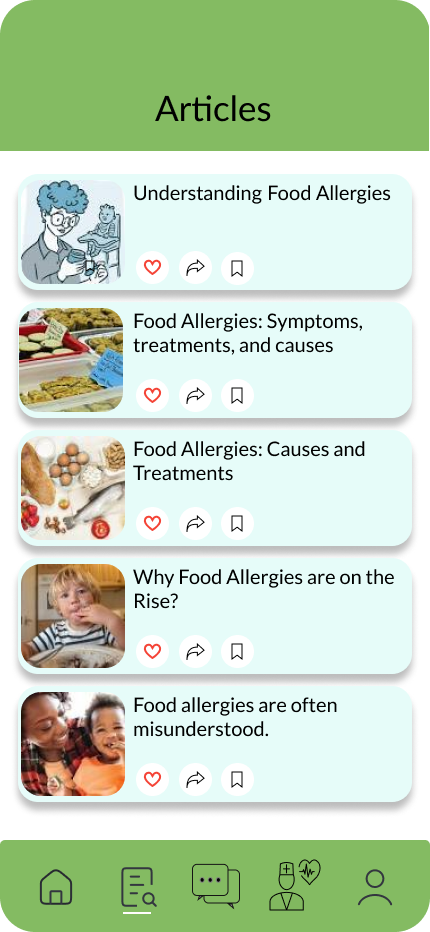 Articles
Understanding Food Allergies
Food Allergies: Symptoms,
treatments, and causes
Food Allergies: Causes and
Treatments
Why Food Allergies are on the
Rise?
Food allergies are often
misunderstood.